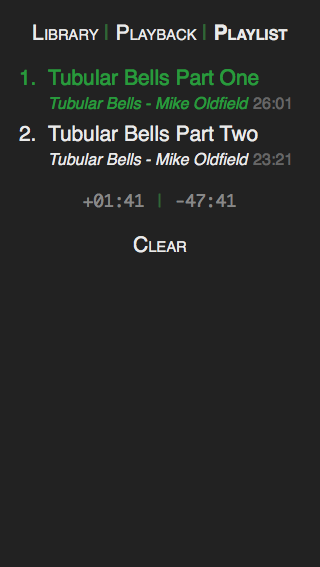 Library | Playback | Playlist
1. Tubular Bells Part One
Tubular Bells - Mike Oldfield 26:01
2. Tubular Bells Part Two
Tubular Bells - Mike Oldfield 23:21
+01:41 | -47:41
Clear